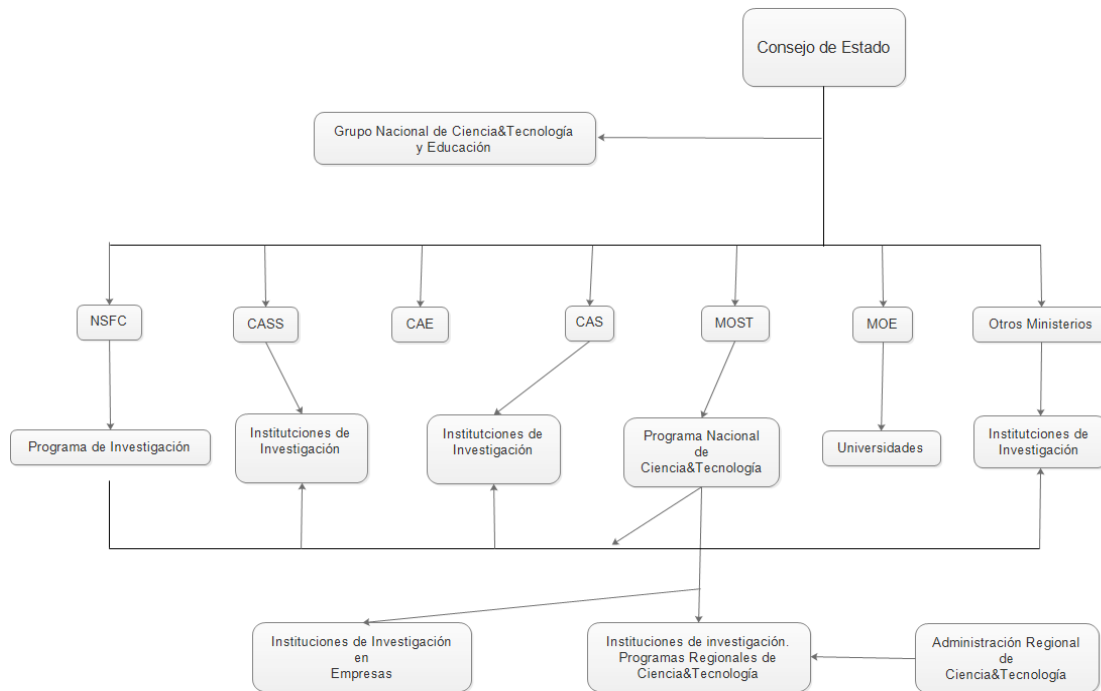 Consejo de Estado
Grupo Nacional de Ciencia&Tecnología
y Educación
NSFC
CASS
CAE
CAS
MOST
MOE
Otros Ministerios
Programa de Investigación
Institutciones de
Investigación
Institutciones de
Investigación
Programa Nacional
de
Ciencia&Tecnología
Universidades
Institutciones de
Investigación
Instituciones de Investigación
en
Empresas
Instituciones de investigación.
Programas Regionales de
Ciencia&Tecnología
Administración Regional
de
Ciencia&Tecnología